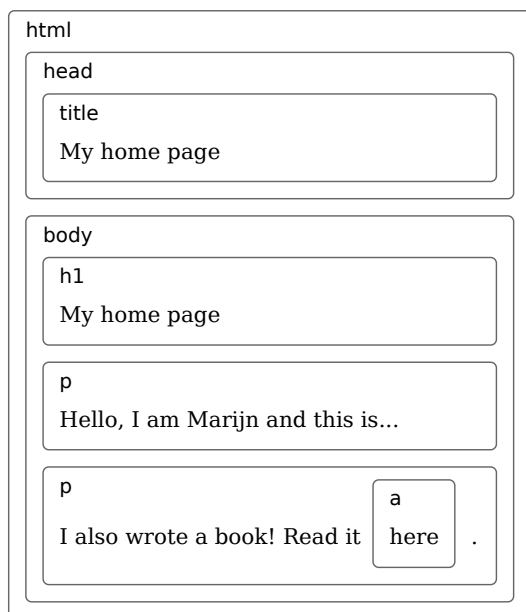 html
head
title
My home page
body
h1
My home page
p
Hello, I am Marijn and this is...
p
a
I also wrote a book! Read it here .